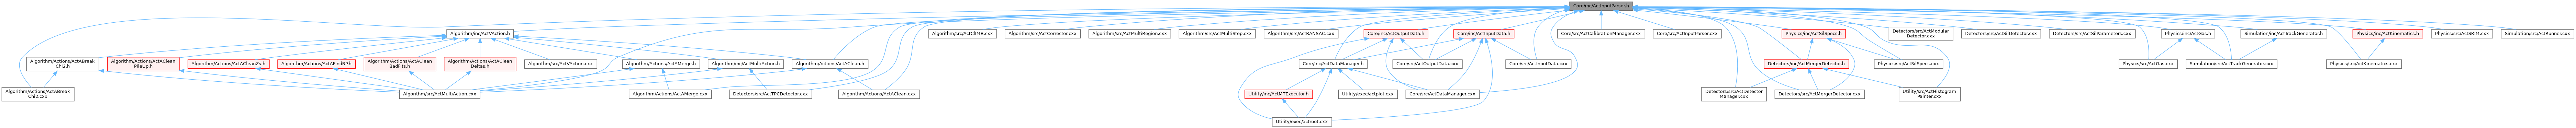 Core/src/ActInputParser.h
Algorithm/inc/ActVAction.h
Algorithm/src/ActCIIMB.cxx
Algorithm/src/ActCorrector.cxx
Algorithm/src/ActMultiRegion.cxx
Algorithm/src/ActMultiStep.cxx
Algorithm/src/ActRANSAC.cxx
Core/inc/ActOutputData.h
Core/inc/ActInputData.h
Core/src/ActCalibrationManager.cxx
Core/src/ActInputParser.cxx
Physics/inc/ActSilSpecs.h
Detectors/src/ActModular
Detector.cxx
Detectors/src/ActSilDetector.cxx
Detectors/src/ActSilParameters.cxx
Physics/inc/ActGas.h
Simulation/inc/ActTrackGenerator.h
Physics/inc/ActKinematics.h
Physics/src/ActSRIM.cxx
Simulation/src/ActRunner.cxx
Algorithm/Actions/ActABreak
Chi2.h
Algorithm/Actions/ActAClean
PileUp.h
Algorithm/Actions/ActACleanZs.h
Algorithm/Actions/ActAFindRP.h
Algorithm/Actions/ActAClean
BadFits.h
Algorithm/Actions/ActAClean
Deltas.h
Algorithm/src/ActVAction.cxx
Algorithm/Actions/ActAMerge.h
Algorithm/inc/ActMultiAction.h
Algorithm/Actions/ActAClean.h
Core/inc/ActDataManager.h
Core/src/ActOutputData.cxx
Core/src/ActInputData.cxx
Detectors/inc/ActMergerDetector.h
Physics/src/ActSilSpecs.cxx
Physics/src/ActGas.cxx
Simulation/src/ActTrackGenerator.cxx
Physics/src/ActKinematics.cxx
Algorithm/Actions/ActABreak
Chi2.cxx
Algorithm/src/ActMultiAction.cxx
Algorithm/Actions/ActAMerge.cxx
Detectors/src/ActTPCDetector.cxx
Algorithm/Actions/ActAClean.cxx
Utility/inc/ActMTExecutor.h
Utility/exec/actplot.cxx
Core/src/ActDataManager.cxx
Detectors/src/ActDetector
Manager.cxx
Detectors/src/ActMergerDetector.cxx
Utility/src/ActHistogram
Painter.cxx
Utility/exec/actroot.cxx